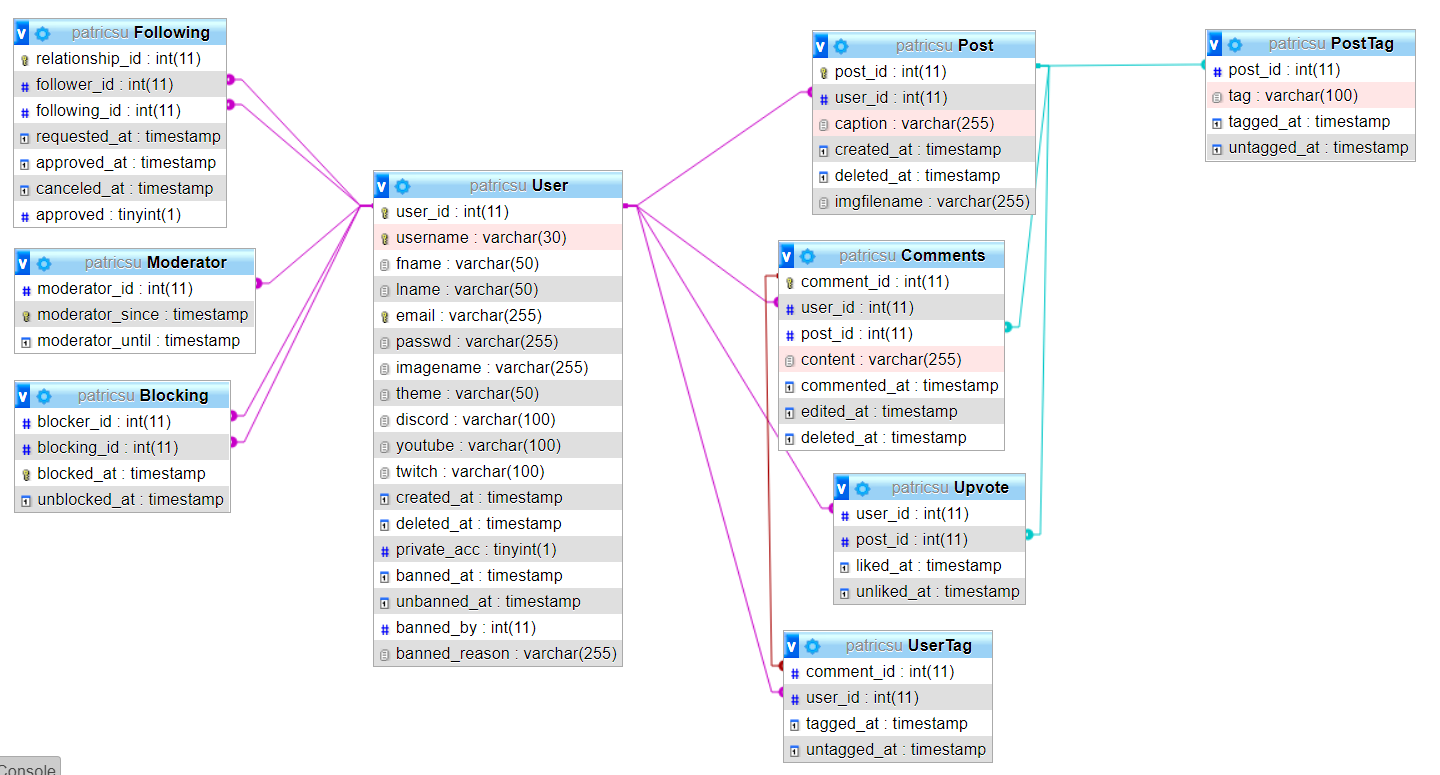 v patricsu Following
relationship_id : int(11)
# follower_id : int(11)
# following_id : int(11)
requested_at : timestamp
approved_at : timestamp
canceled_at : timestamp
# approved : tinyint(1)
v patricsu Moderator
# moderator_id : int(11)
moderator_since : timestamp
moderator_until : timestamp
v patricsu Blocking
# blocker_id : int(11)
# blocking_id : int(11)
blocked_at : timestamp
unblocked_at : timestamp
v patricsu User
user_id : int(11)
username : varchar(30)
fname : varchar(50)
lname : varchar(50)
email : varchar(255)
passwd : varchar(255)
imagename : varchar(255)
theme : varchar(50)
discord : varchar(100)
youtube : varchar(100)
twitch : varchar(100)
created_at : timestamp
deleted_at : timestamp
# private_acc : tinyint(1)
banned_at : timestamp
unbanned_at : timestamp
# banned_by : int(11)
banned_reason : varchar(255)
v patricsu Post
post_id : int(11)
# user_id : int(11)
caption : varchar(255)
created_at : timestamp
deleted_at : timestamp
imgfilename : varchar(255)
v patricsu Comments
comment_id : int(11)
# user_id : int(11)
# post_id : int(11)
content : varchar(255)
commented_at : timestamp
edited_at : timestamp
deleted_at : timestamp
v patricsu Upvote
# user_id : int(11)
# post_id : int(11)
liked_at : timestamp
unliked_at : timestamp
v patricsu UserTag
# comment_id : int(11)
# user_id : int(11)
tagged_at : timestamp
untagged_at : timestamp
v patricsu PostTag
# post_id : int(11)
tag : varchar(100)
tagged_at : timestamp
untagged_at : timestamp
Console